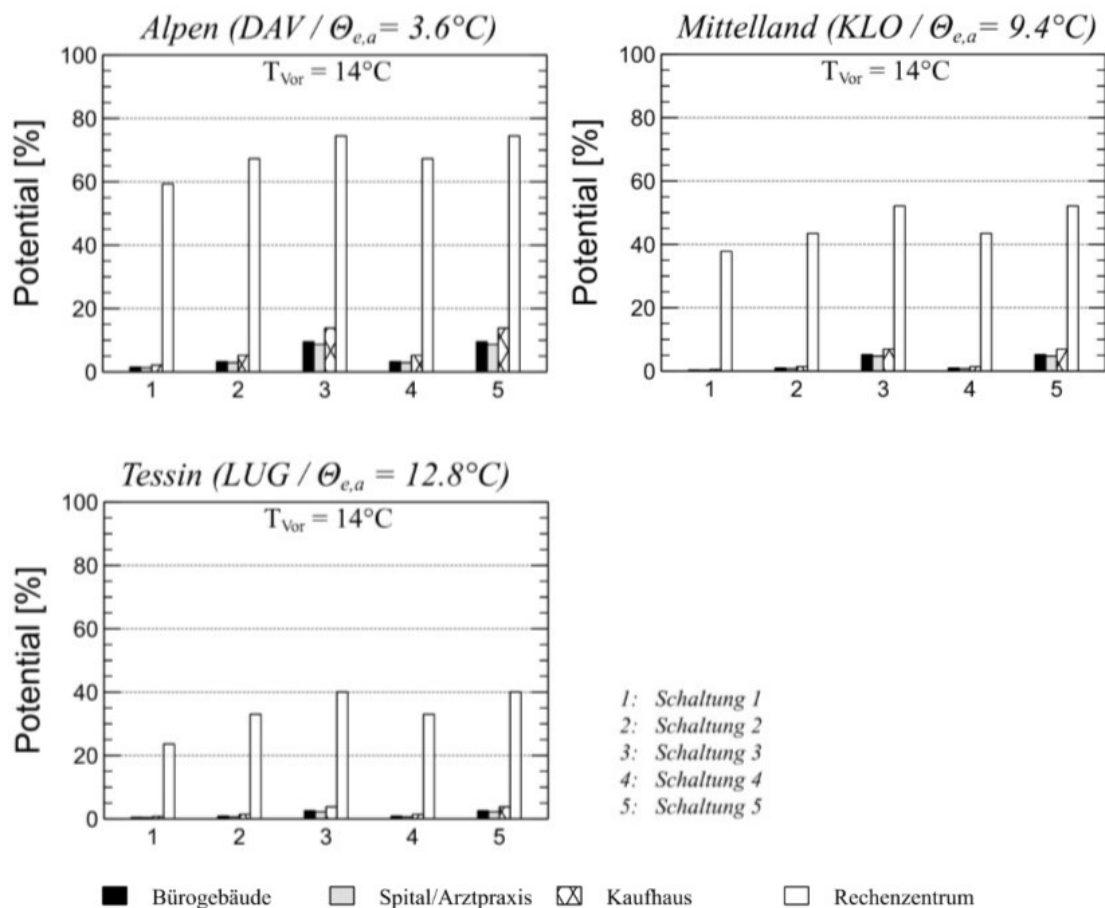 Alpen (DAV / Θe,a= 3.6°C)
TVor = 14°C
Potential [%]
100
80
60
40
20
0
1 2 3 4 5
Mittelland (KLO / Θe,a= 9.4°C)
TVor = 14°C
Potential [%]
100
80
60
40
20
0
1 2 3 4 5
Tessin (LUG / Θe,a = 12.8°C)
TVor = 14°C
Potential [%]
100
80
60
40
20
0
1 2 3 4 5
1: Schaltung 1
2: Schaltung 2
3: Schaltung 3
4: Schaltung 4
5: Schaltung 5
Bürogebäude Spital/Arztpraxis Kaufhaus Rechenzentrum